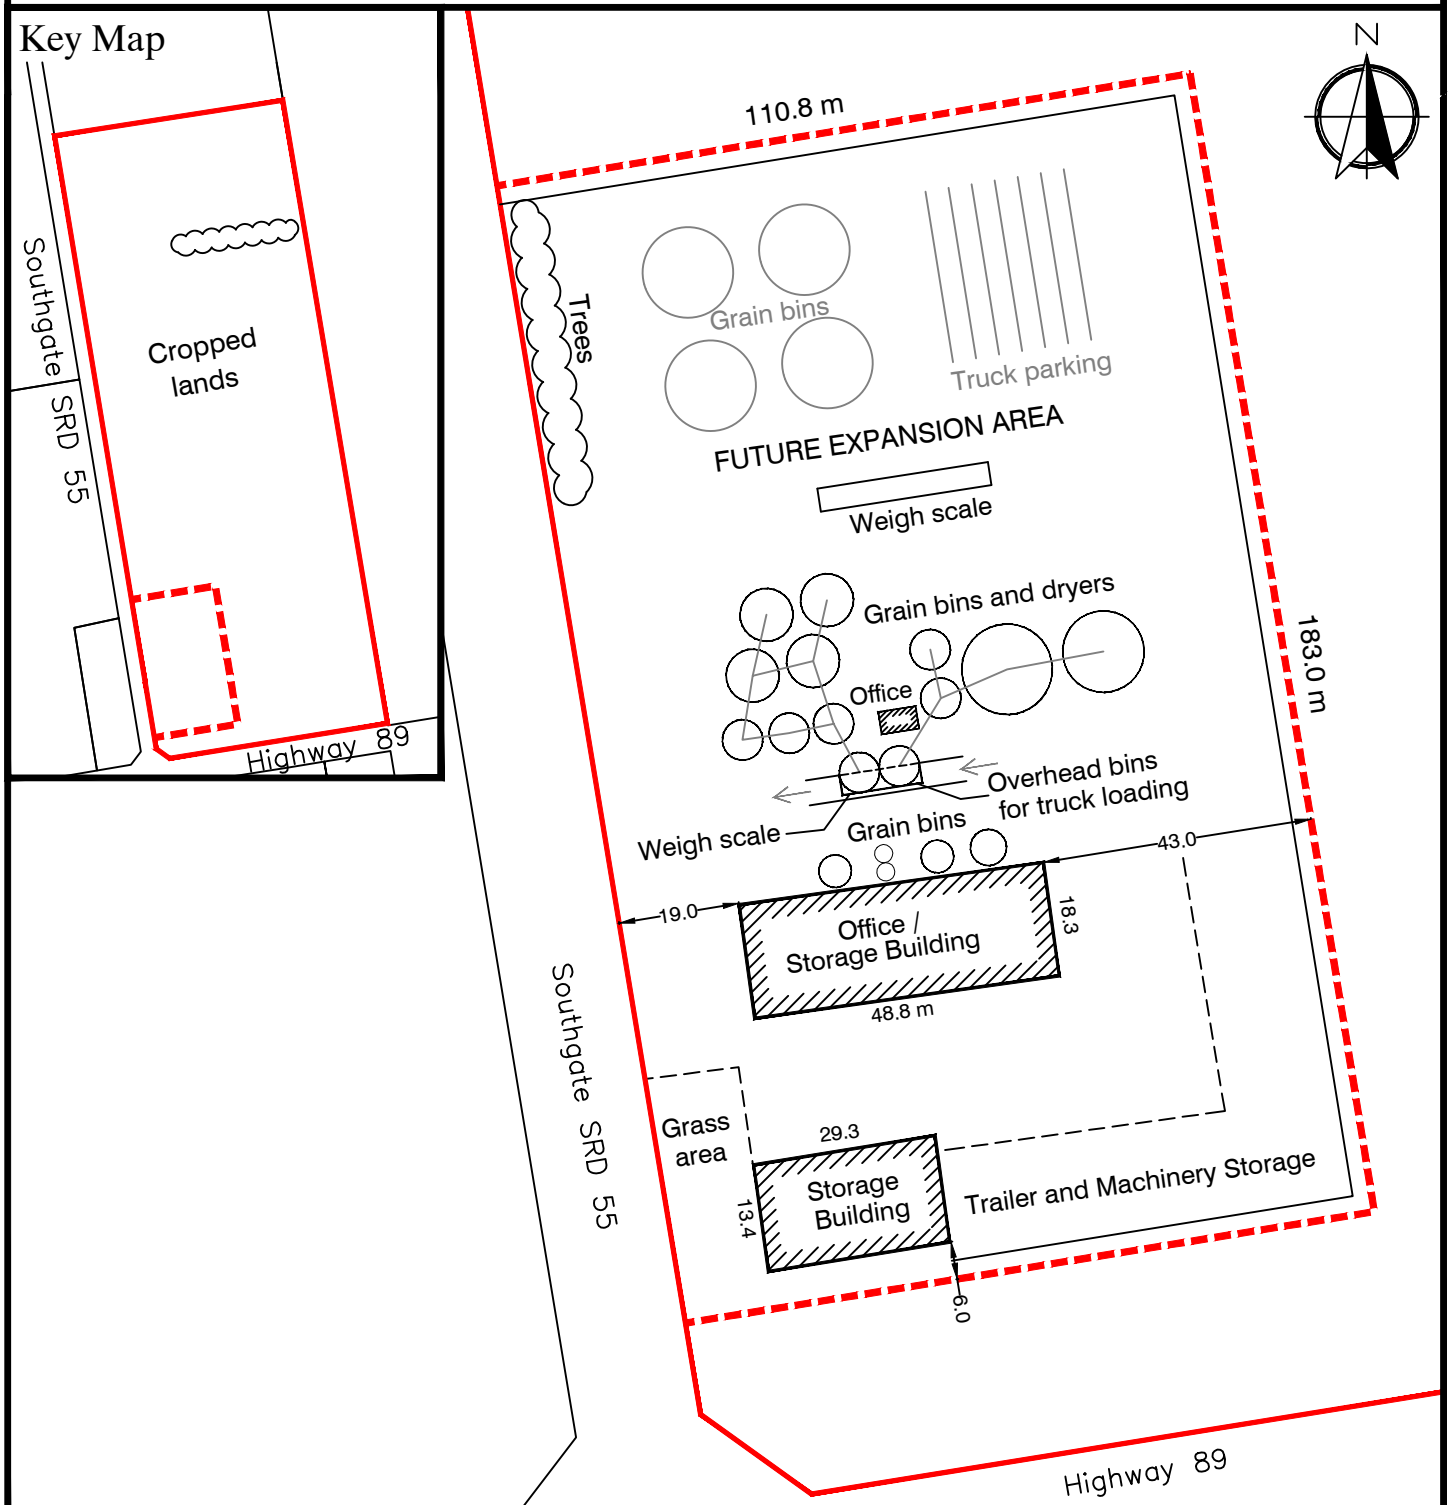 Key Map
Southgate SRD 55
Cropped
lands
Highway 89
N
110.8 m
Trees
Grain bins
Truck parking
FUTURE EXPANSION AREA
Weigh scale
183.0 m
Grain bins and dryers
Office
Overhead bins
for truck loading
Weigh scale
Grain bins
43.0
19.0
Office /
Storage Building
18.3
48.8 m
Southgate SRD 55
Grass
area
29.3
Storage
Building
13.4
Trailer and Machinery Storage
6.0
Highway 89